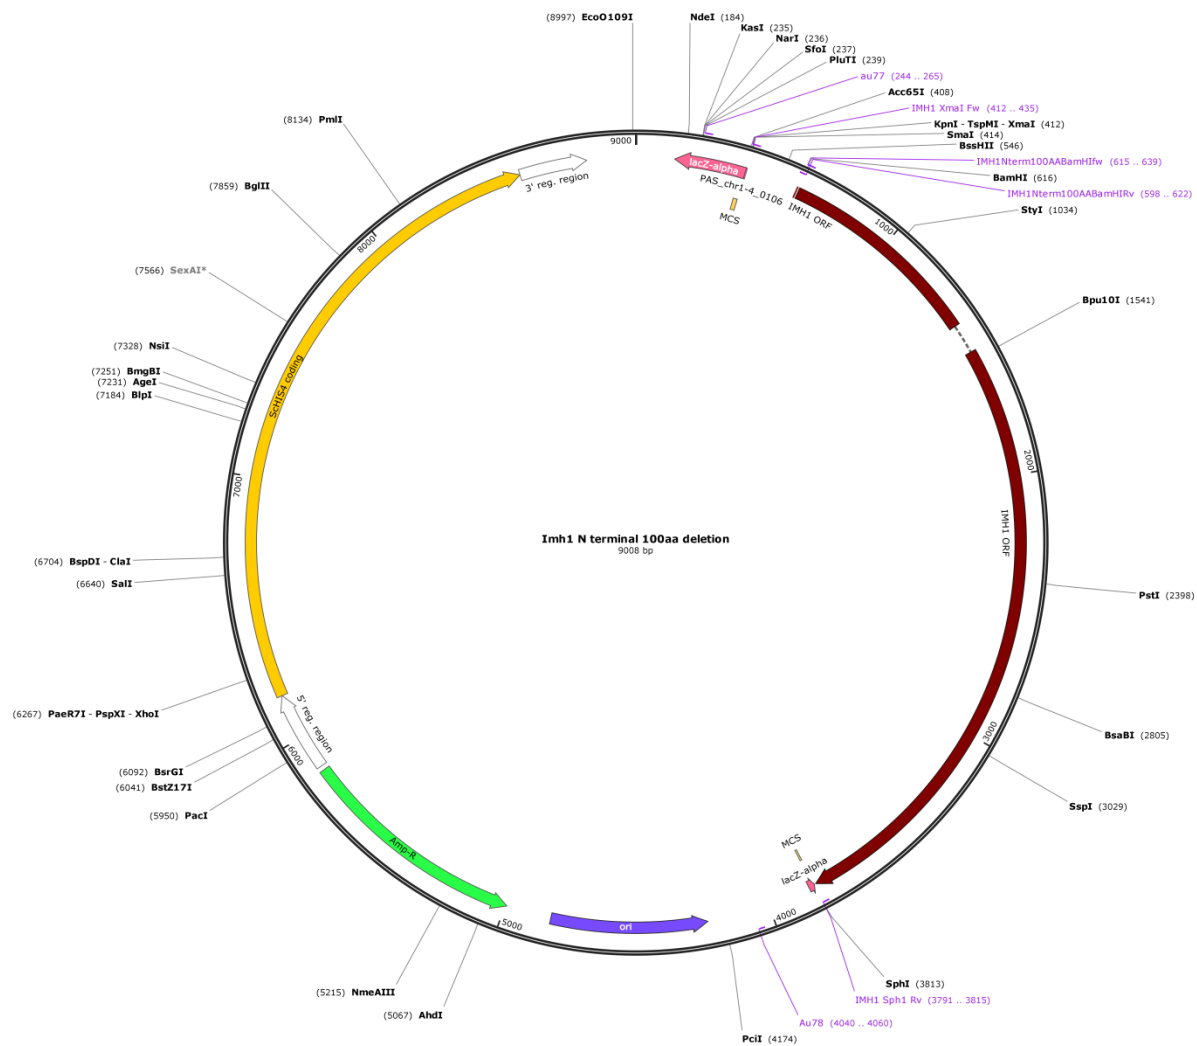 (8997) EcoO109I
NdeI (184)
KasI (235)
NarI (236)
SfoI (237)
PluTI (239)
au77 (244 .. 265)
Acc65I (408)
IMH1 XmaI Fw (412 .. 435)
KpnI - TspMI - XmaI (412)
SmaI (414)
BssHII (546)
IMH1Nterm100AABamHIfw (615 .. 639)
BamHI (616)
IMH1Nterm100AABamHIRv (598 .. 622)
StyI (1034)
Bpu10I (1541)
PstI (2398)
BsaBI (2805)
SspI (3029)
SphI (3813)
IMH1 Sph1 Rv (3791 .. 3815)
Au78 (4040 .. 4060)
PciI (4174)
(5067) AhdI
(5215) NmeAIII
(5950) PacI
(6041) BstZ17I
(6092) BsrGI
(6267) PaeR7I - PspXI - XhoI
(6640) SalI
(6704) BspDI - ClaI
(7184) BlpI
(7231) AgeI
(7251) BmgBI
(7328) NsiI
(7566) SexAI*
(7859) BglII
(8134) PmlI
9000
1000
2000
3000
4000
5000
6000
7000
8000
lacZ-alpha
PAS_chr1-4_0106
MCS
IMH1 ORF
IMH1 ORF
MCS
lacZ-alpha
ori
Amp-R
5' reg. region
ScHIS4 coding
3' reg. region
Imh1 N terminal 100aa deletion
9008 bp